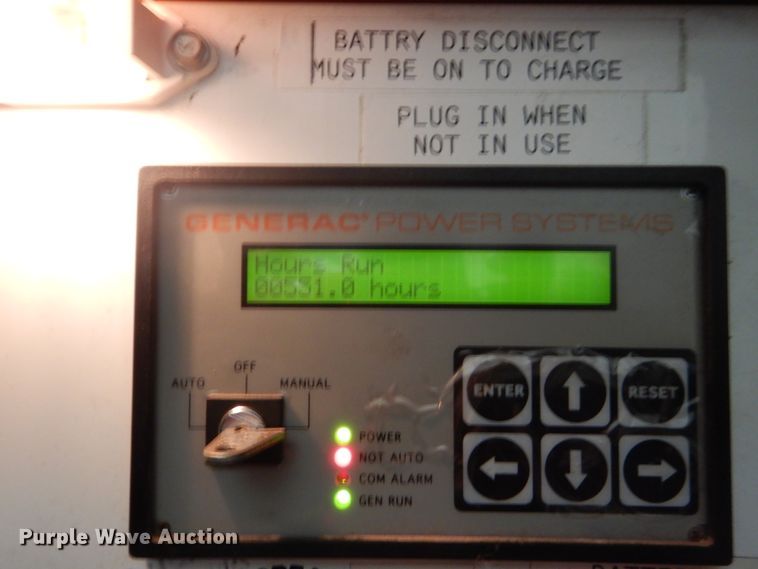 BATTRY DISCONNECT
MUST BE ON TO CHARGE
PLUG IN WHEN
NOT IN USE
GENERAC® POWER SYSTEMS
Hours Run
00531.0 hours
OFF
AUTO
MANUAL
POWER
NOT AUTO
COM ALARM
GEN RUN
ENTER
RESET
Purple Wave Auction